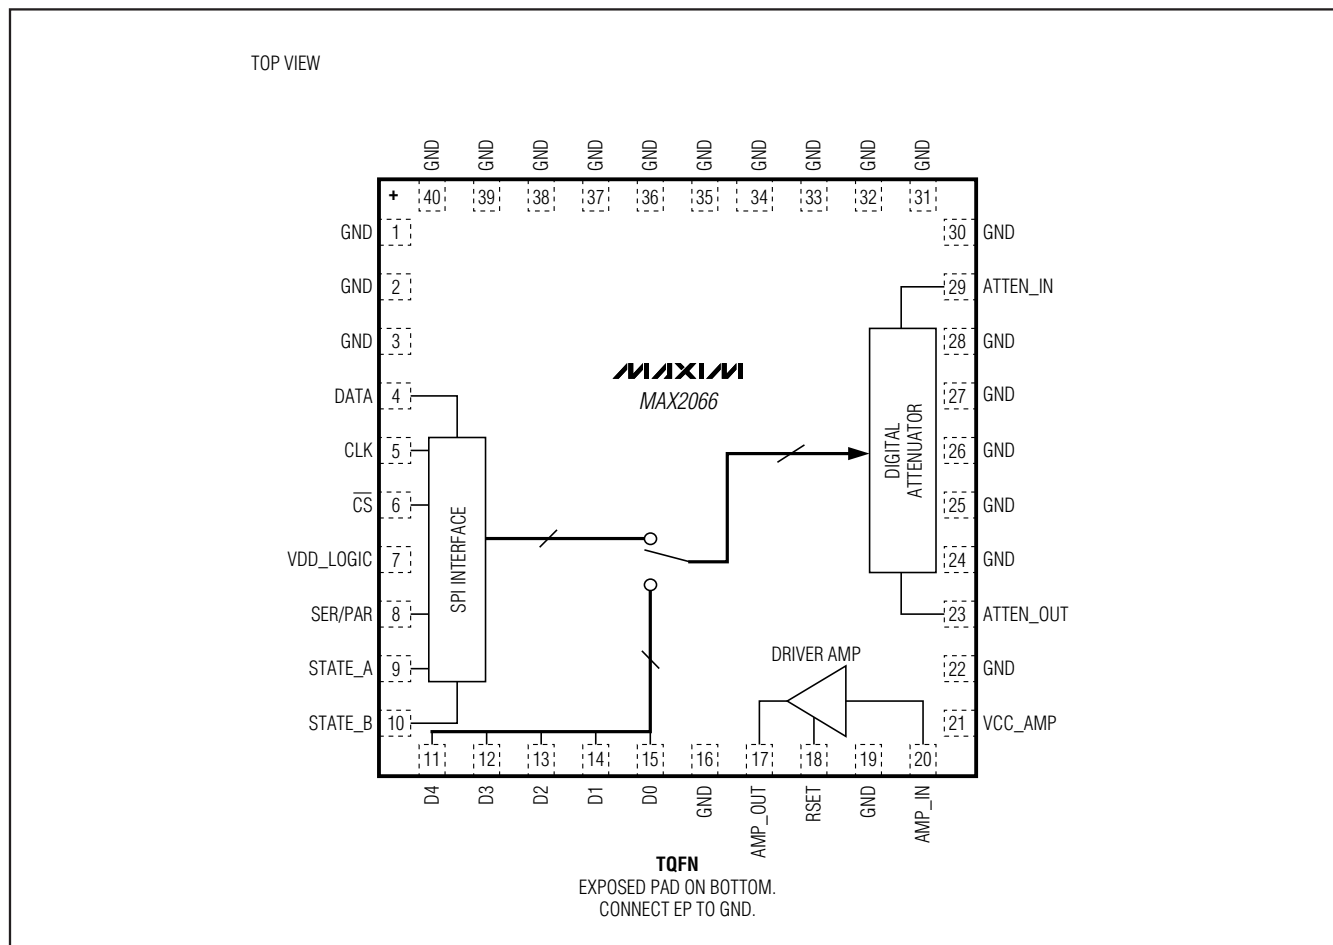 TOP VIEW
GND GND GND GND GND GND GND GND GND GND
+ 40 39 38 37 36 35 34 33 32 31
GND 1 30 GND
GND 2 29 ATTEN_IN
GND 3 28 GND
DATA 4 27 GND
CLK 5 26 GND
CS 6 25 GND
VDD_LOGIC 7 24 GND
SER/PAR 8 23 ATTEN_OUT
STATE_A 9 22 GND
STATE_B 10 21 VCC_AMP
MAXIM
MAX2066
SPI INTERFACE
DIGITAL
ATTENUATOR
DRIVER AMP
11 12 13 14 15 16 17 18 19 20
D4 D3 D2 D1 D0 GND AMP_OUT RSET GND AMP_IN
TQFN
EXPOSED PAD ON BOTTOM.
CONNECT EP TO GND.